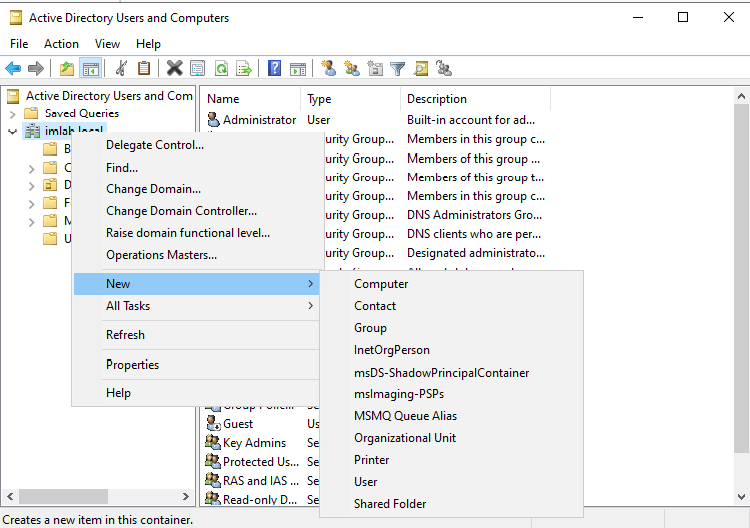 Active Directory Users and Computers
File Action View Help
Active Directory Users and Com
Saved Queries
imlab.local
B
C
D
F
M
U
Name Type Description
Administrator User Built-in account for ad...
urity Group... Members in this group c...
urity Group... Members of this group ...
urity Group... Members of this group t...
urity Group... Members in this group c...
urity Group... DNS Administrators Gro...
urity Group... DNS clients who are per...
urity Group... Designated administrato...
Delegate Control...
Find...
Change Domain...
Change Domain Controller...
Raise domain functional level...
Operations Masters...
New
All Tasks
Refresh
Properties
Help
Computer
Contact
Group
InetOrgPerson
msDS-ShadowPrincipalContainer
msImaging-PSPs
MSMQ Queue Alias
Organizational Unit
Printer
User
Shared Folder
Guest Us
Key Admins Se
Protected Us... Se
RAS and IAS ... Se
Read-only D... Se
Creates a new item in this container.